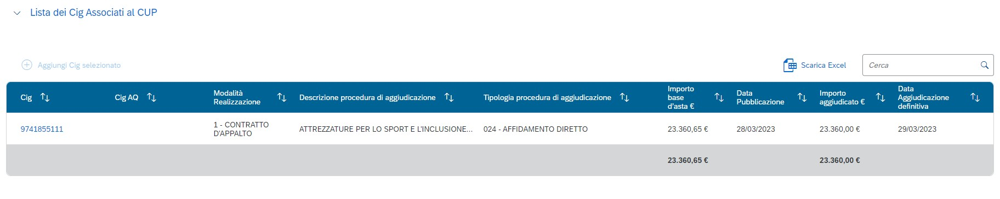 Lista dei Cig Associati al CUP
Aggiungi Cig selezionato
Scarica Excel
Cerca
Cig
Cig AQ
Modalità
Realizzazione
Descrizione procedura di aggiudicazione
Tipologia procedura di aggiudicazione
Importo
base
d'asta €
Data
Pubblicazione
Importo
aggiudicato €
Data
Aggiudicazione
definitiva
9741855111
1 - CONTRATTO
D'APPALTO
ATTREZZATURE PER LO SPORT E L'INCLUSIONE...
024 - AFFIDAMENTO DIRETTO
23.360,65 €
28/03/2023
23.360,00 €
29/03/2023
23.360,65 €
23.360,00 €